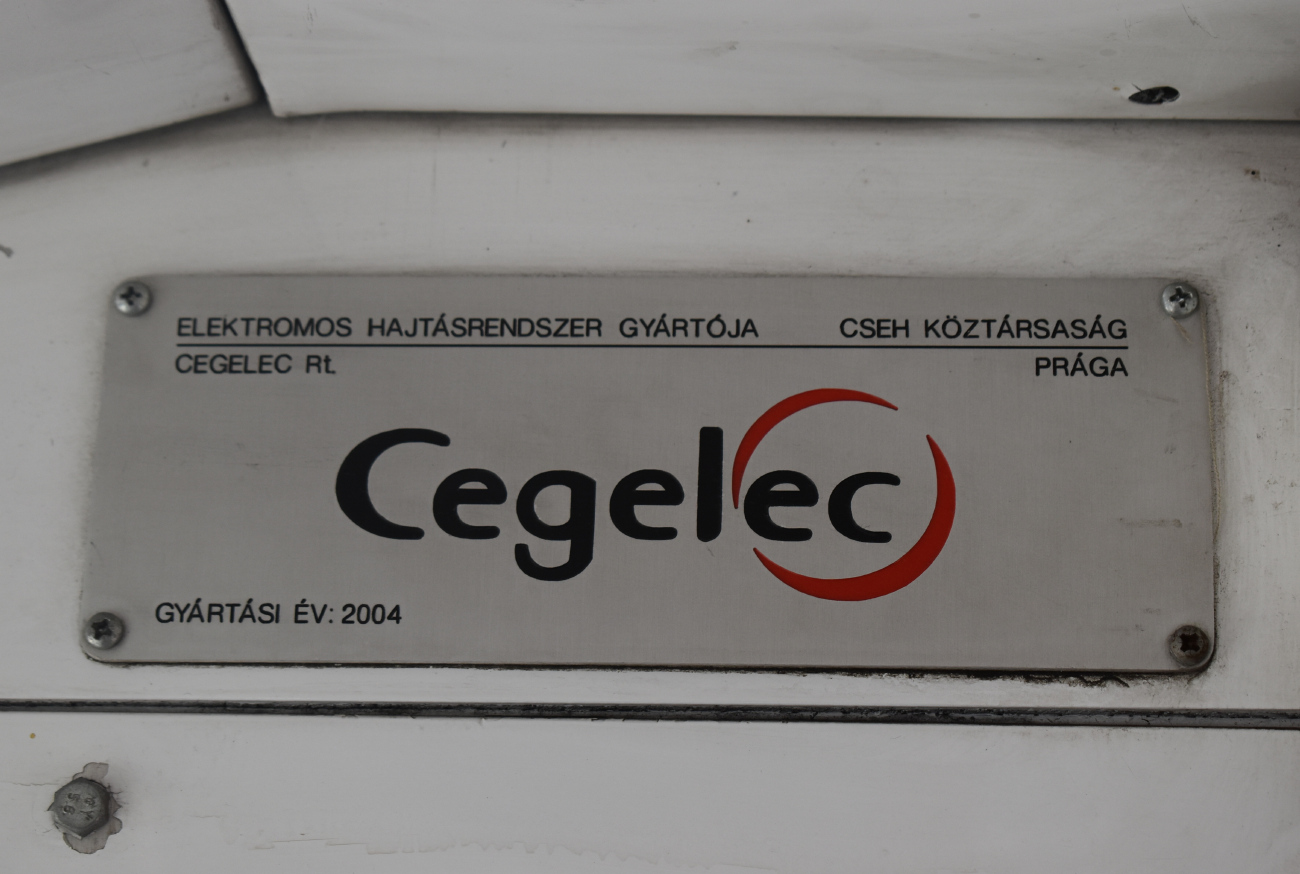 ELEKTROMOS HAJTÁSRENDSZER GYÁRTÓJA CSEH KÖZTÁRSASÁG
CEGELEC Rt. PRÁGA
Cegelec
GYÁRTÁSI ÉV: 2004